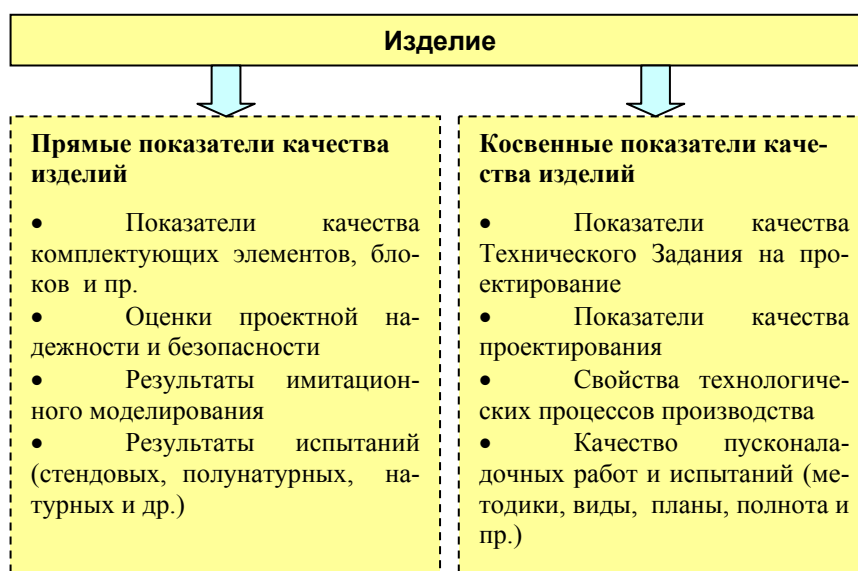 Изделие
Прямые показатели качества
изделий
• Показатели качества
комплектующих элементов, бло-
ков и пр.
• Оценки проектной на-
дежности и безопасности
• Результаты имитацион-
ного моделирования
• Результаты испытаний
(стендовых, полунатурных, на-
турных и др.)
Косвенные показатели каче-
ства изделий
• Показатели качества
Технического Задания на про-
ектирование
• Показатели качества
проектирования
• Свойства технологиче-
ских процессов производства
• Качество пусконала-
дочных работ и испытаний (ме-
тодики, виды, планы, полнота и
пр.)